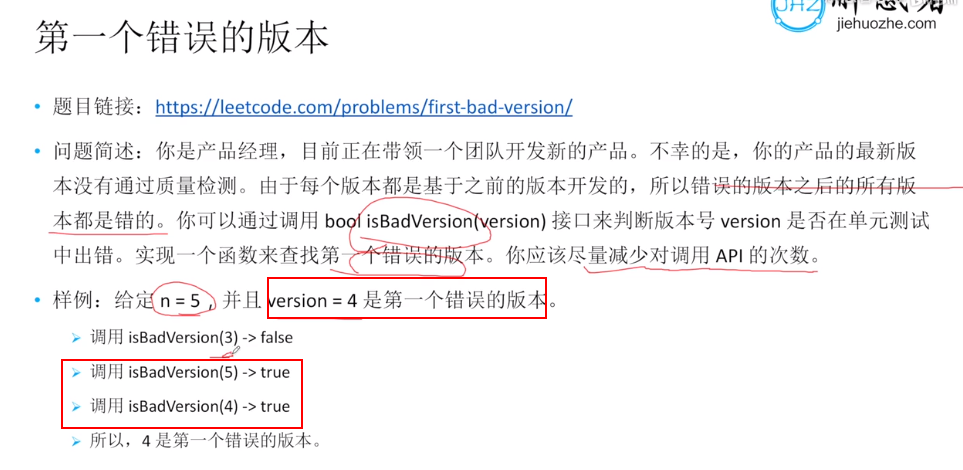 JHZ
jiehuozhe.com
第一个错误的版本
• 题目链接：https://leetcode.com/problems/first-bad-version/
• 问题简述：你是产品经理，目前正在带领一个团队开发新的产品。不幸的是，你的产品的最新版
本没有通过质量检测。由于每个版本都是基于之前的版本开发的，所以错误的版本之后的所有版
本都是错的。你可以通过调用 bool isBadVersion(version) 接口来判断版本号 version 是否在单元测试
中出错。实现一个函数来查找第一个错误的版本。你应该尽量减少对调用 API 的次数。
• 样例：给定 n = 5，并且 version = 4 是第一个错误的版本。
➢ 调用 isBadVersion(3) -> false
➢ 调用 isBadVersion(5) -> true
➢ 调用 isBadVersion(4) -> true
➢ 所以，4 是第一个错误的版本。